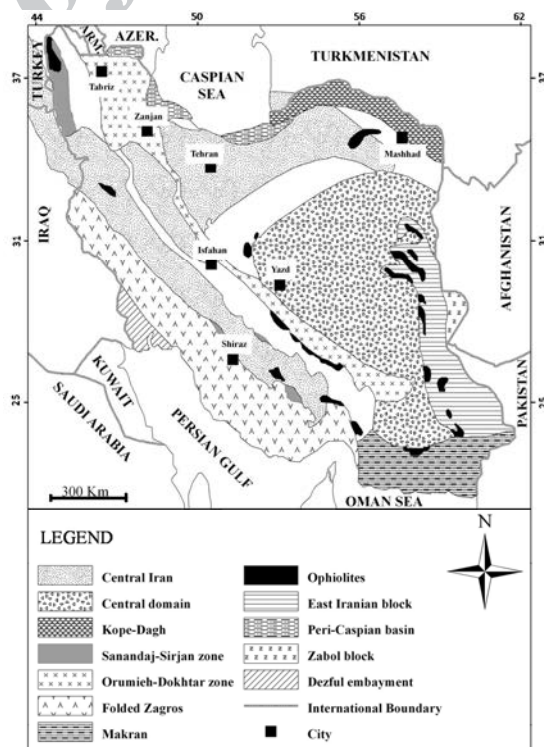 44 50 56 62
ARM. AZER.
TURKEY
CASPIAN SEA
TURKMENISTAN
37 37
Tabriz
Zanjan
Tehran
Mashhad
IRAQ
31 31
Isfahan
Yazd
AFGHANISTAN
Shiraz
KUWAIT
SAUDI ARABIA
PERSIAN GULF
25 25
PAKISTAN
300 Km
OMAN SEA
LEGEND
N
Central Iran
Central domain
Kope-Dagh
Sanandaj-Sirjan zone
Orumieh-Dokhtar zone
Folded Zagros
Makran
Ophiolites
East Iranian block
Peri-Caspian basin
Zabol block
Dezful embayment
International Boundary
City